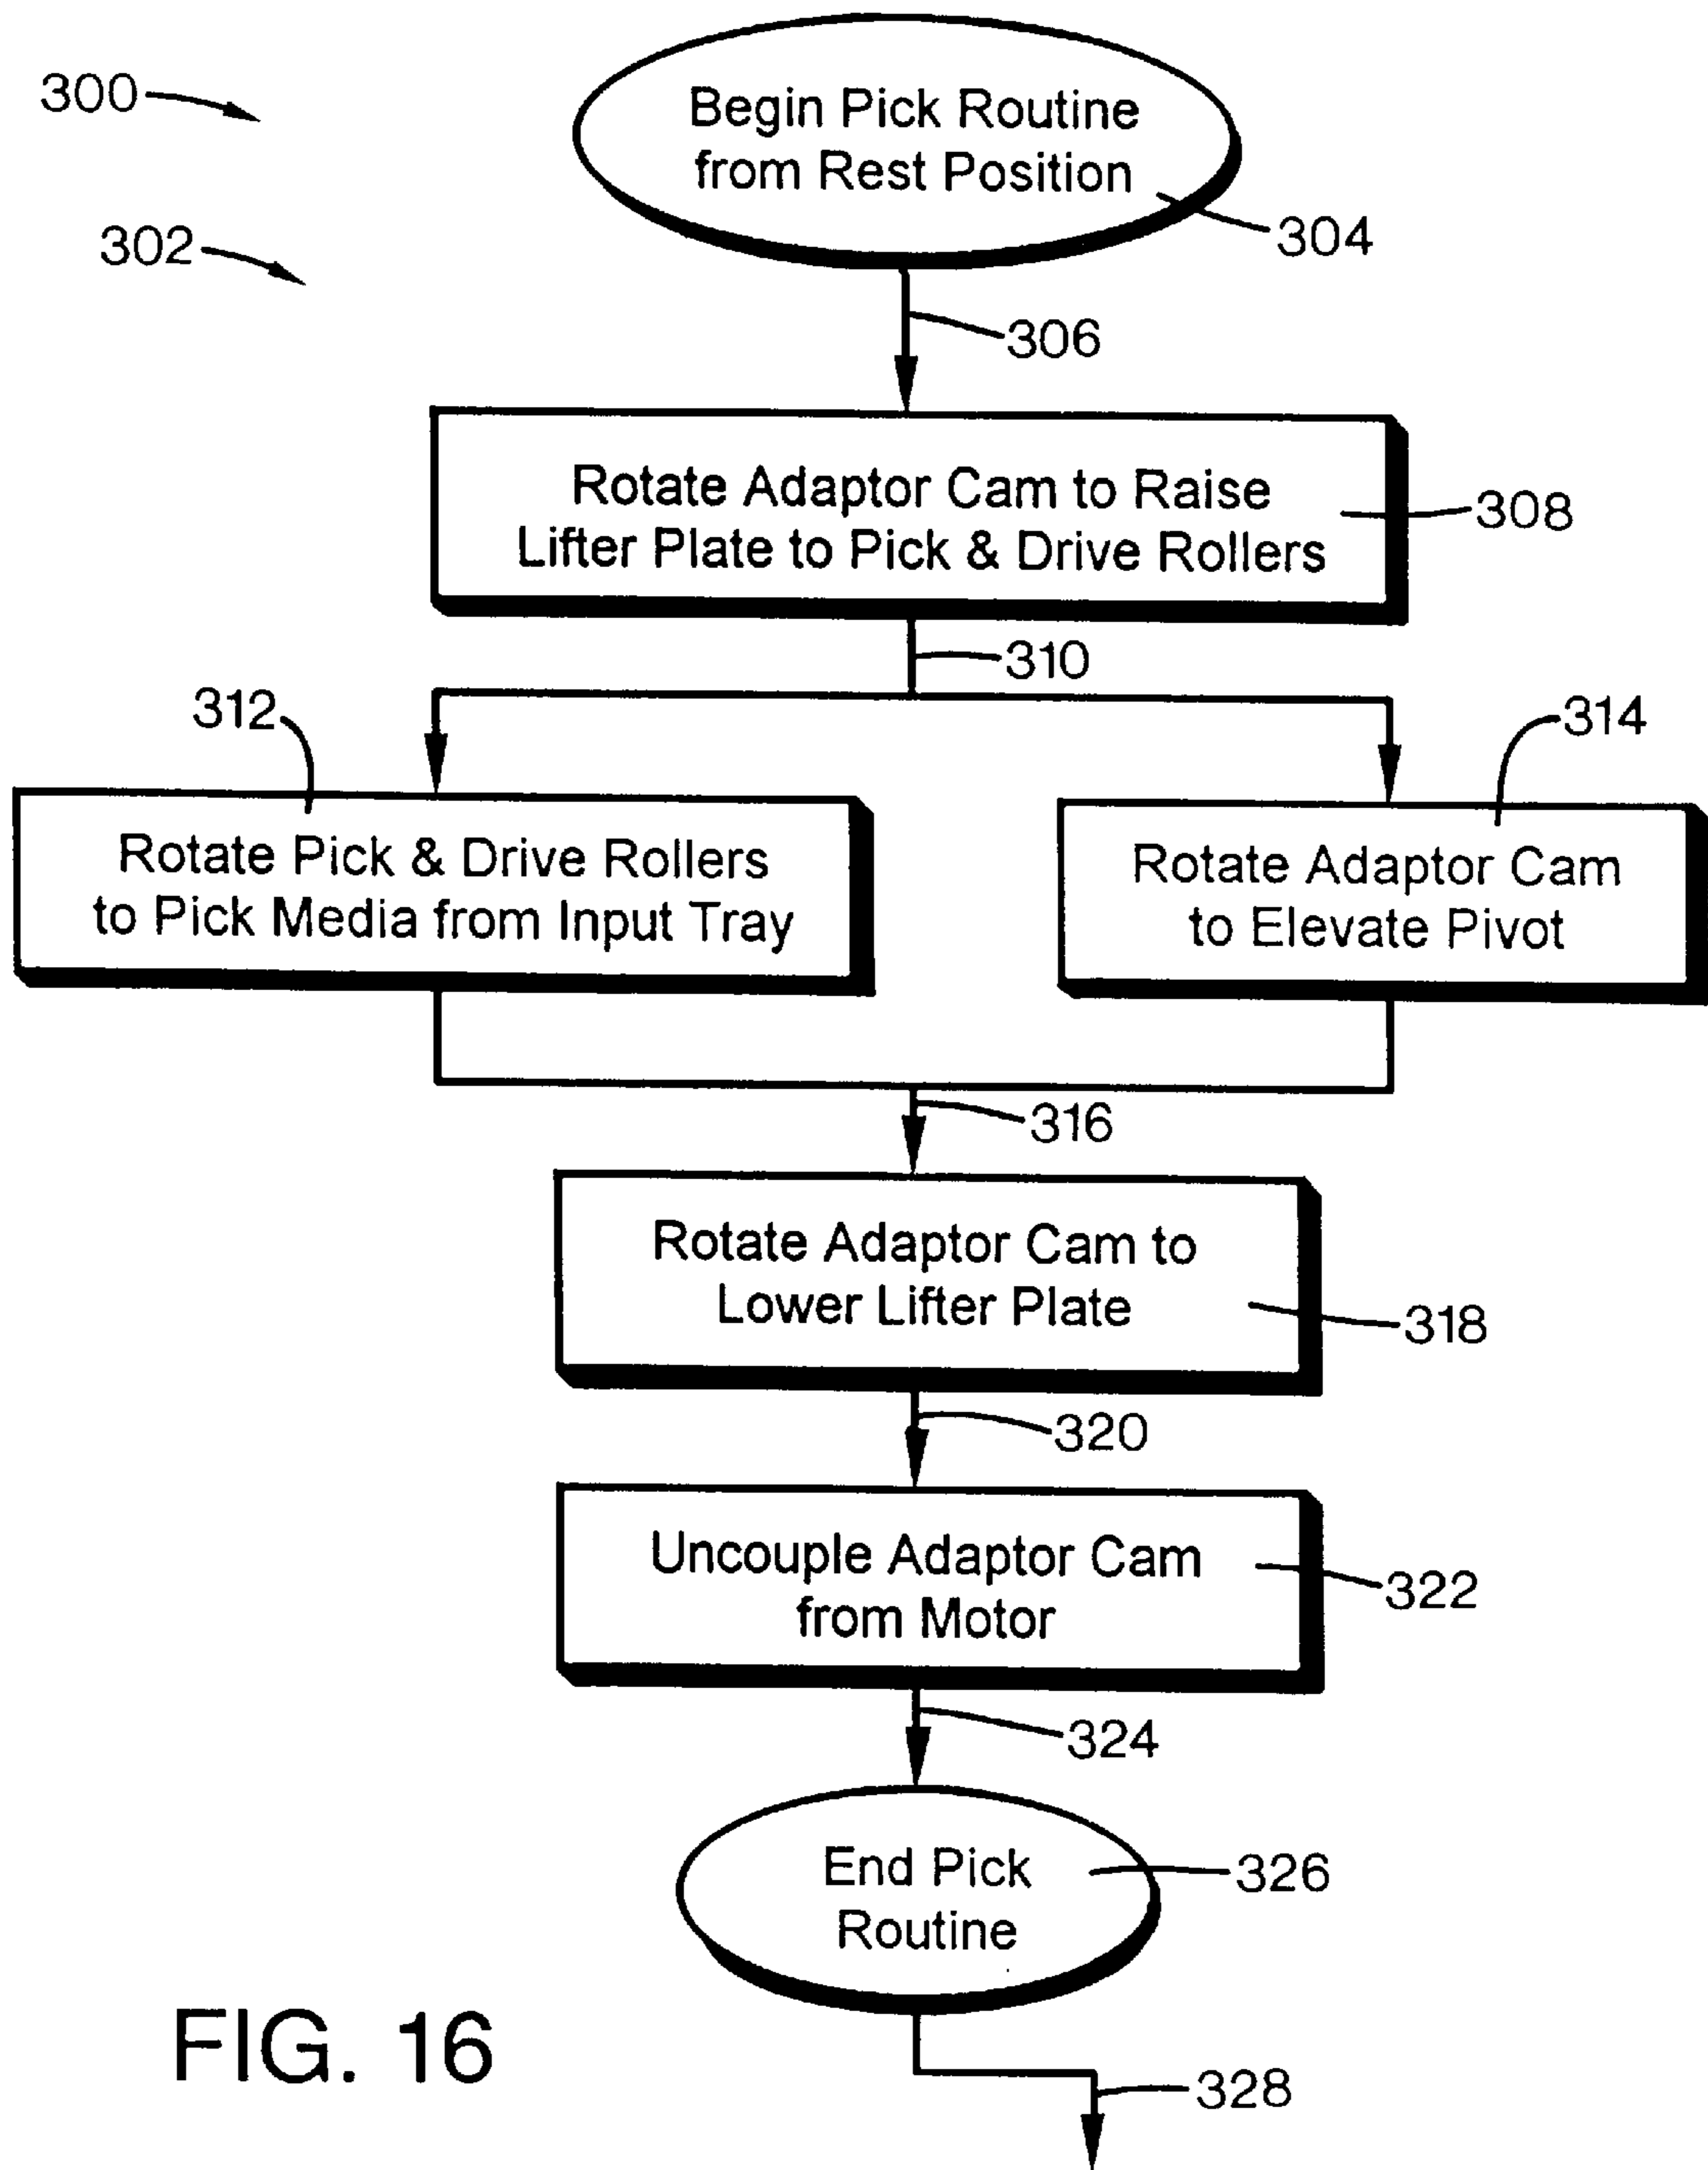 300
Begin Pick Routine
from Rest Position
302
304
306
Rotate Adaptor Cam to Raise
Lifter Plate to Pick & Drive Rollers
308
310
312
314
Rotate Pick & Drive Rollers
to Pick Media from Input Tray
Rotate Adaptor Cam
to Elevate Pivot
316
Rotate Adaptor Cam to
Lower Lifter Plate
318
320
Uncouple Adaptor Cam
from Motor
322
324
End Pick
Routine
326
FIG. 16
328